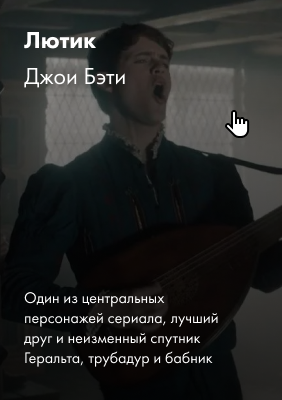 Лютик
Джои Бэти
Один из центральных
персонажей сериала, лучший
друг и неизменный спутник
Геральта, трубадур и бабник